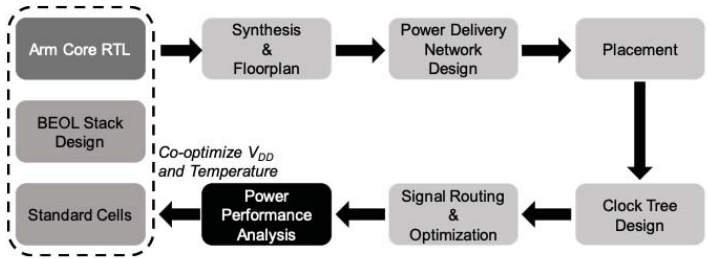 Arm Core RTL
Synthesis
&
Floorplan
Power Delivery
Network
Design
Placement
BEOL Stack
Design
Co-optimize V_DD
and Temperature
Standard Cells
Power
Performance
Analysis
Signal Routing
&
Optimization
Clock Tree
Design